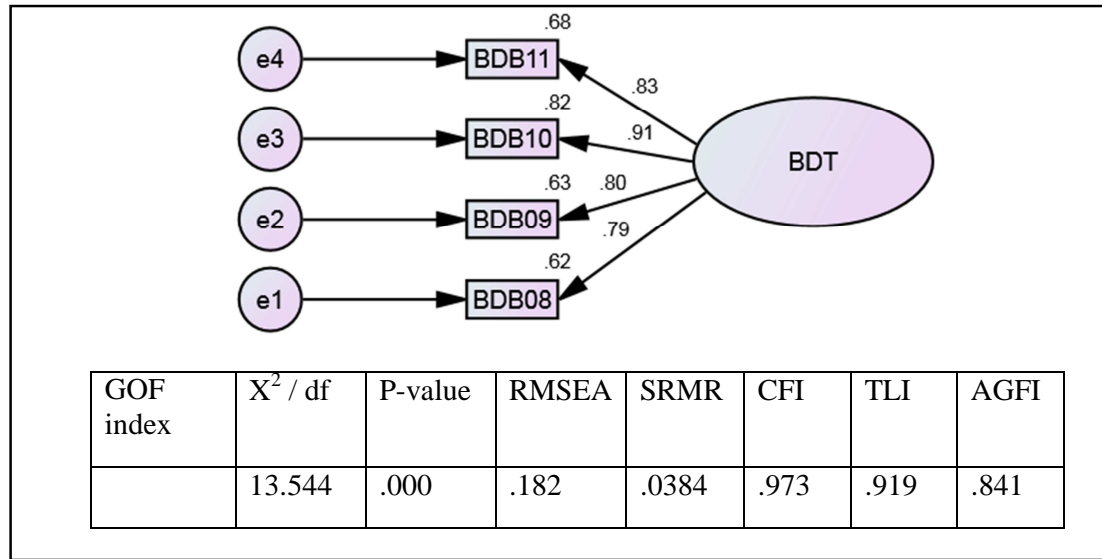 .68
e4 BDB11
.83
.82
.91
e3 BDB10
BDT
.63 .80
e2 BDB09
.79
.62
e1 BDB08
GOF index X² / df P-value RMSEA SRMR CFI TLI AGFI
13.544 .000 .182 .0384 .973 .919 .841